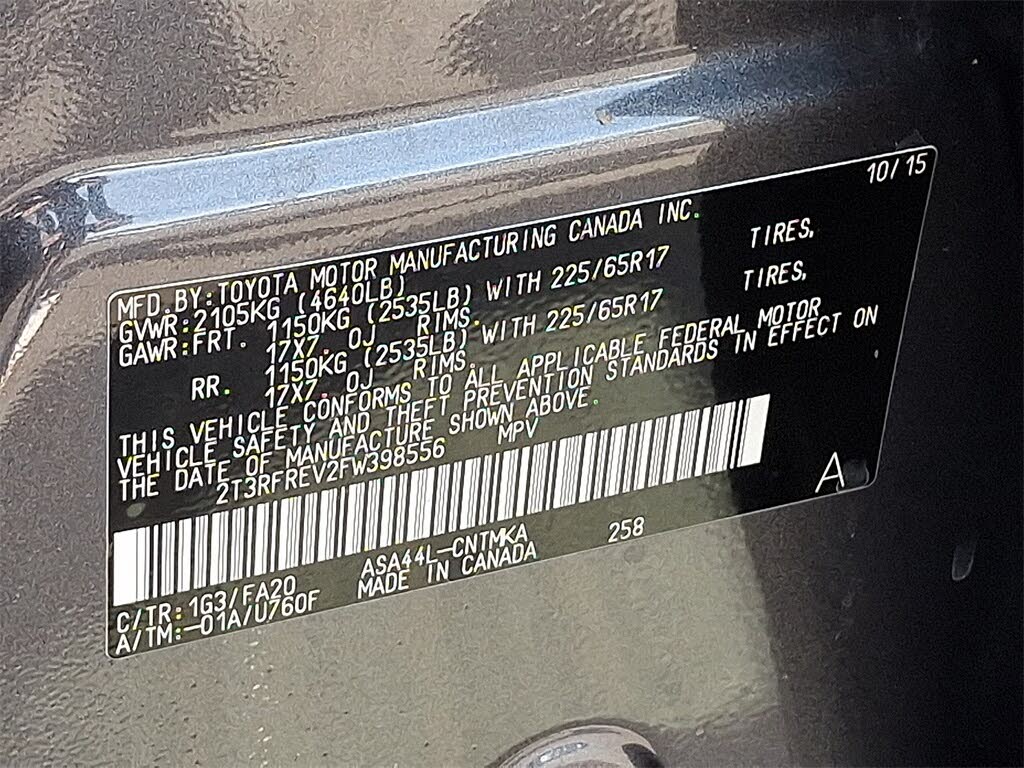 10/15
MFD.BY:TOYOTA MOTOR MANUFACTURING CANADA INC.
GVWR:2105KG (4640LB)
GAWR:FRT. 1150KG (2535LB) WITH 225/65R17 TIRES,
17X7. OJ RIMS.
RR. 1150KG (2535LB) WITH 225/65R17 TIRES,
17X7. OJ RIMS.
THIS VEHICLE CONFORMS TO ALL APPLICABLE FEDERAL MOTOR
VEHICLE SAFETY AND THEFT PREVENTION STANDARDS IN EFFECT ON
THE DATE OF MANUFACTURE SHOWN ABOVE.
2T3RFREV2FW398556 MPV
A
C/TR:1G3/FA20 ASA44L-CNTMKA 258
A/TM:-01A/U760F MADE IN CANADA